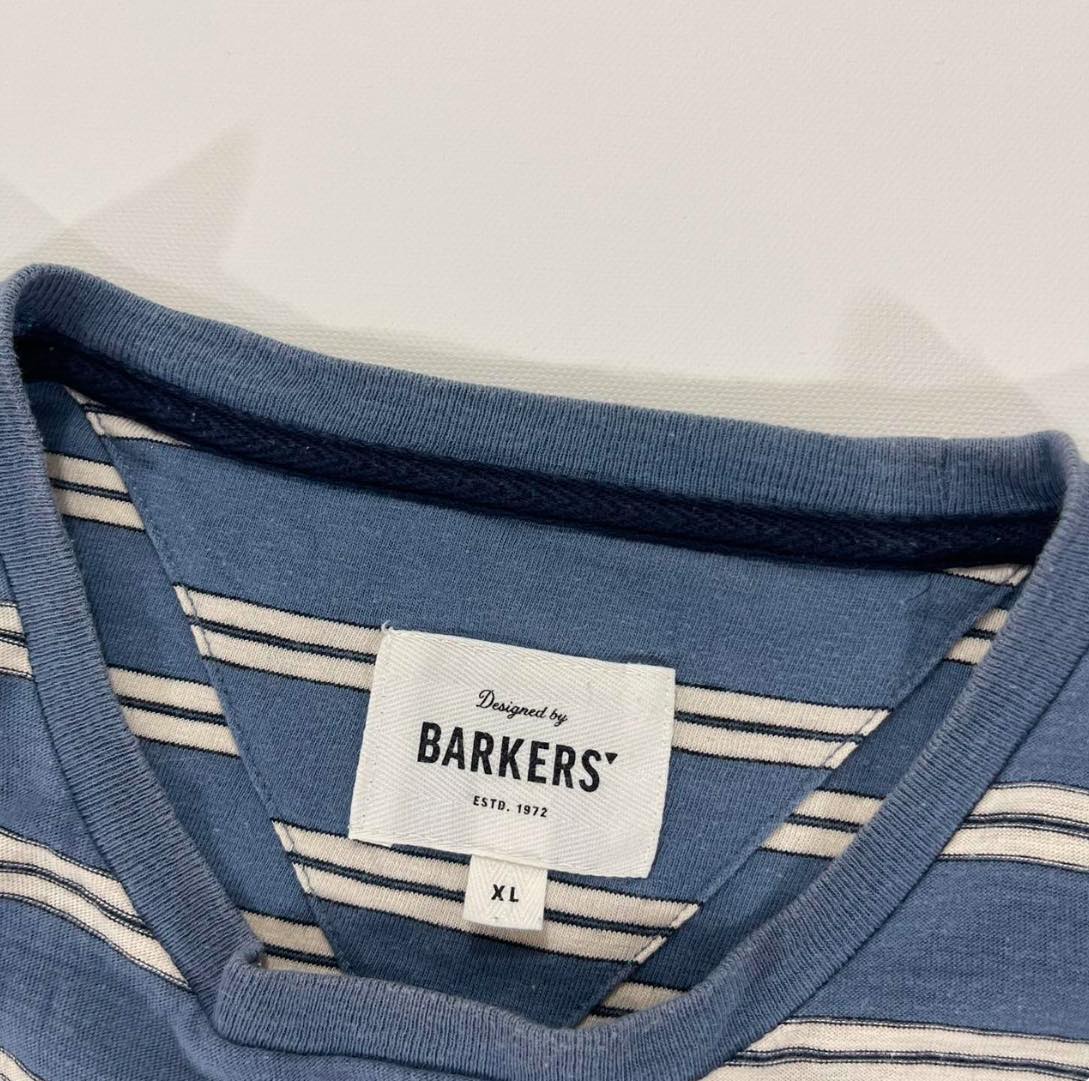 Designed by
BARKERS
ESTD. 1972
XL